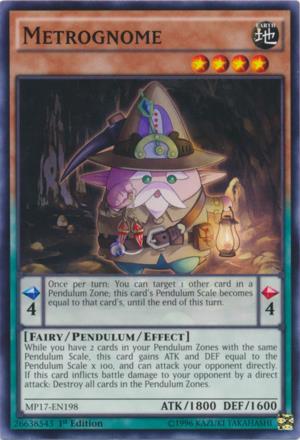 METROGNOME
EARTH
地
Once per turn: You can target 1 other card in a
Pendulum Zone; this card's Pendulum Scale becomes
equal to that card's, until the end of this turn.
4
4
[FAIRY/PENDULUM/EFFECT]
While you have 2 cards in your Pendulum Zones with the same
Pendulum Scale, this card gains ATK and DEF equal to the
Pendulum Scale x 100, and can attack your opponent directly.
If this card inflicts battle damage to your opponent by a direct
attack: Destroy all cards in the Pendulum Zones.
MP17-EN198
ATK/1800 DEF/1600
26638543
1st Edition
©1996 KAZUKI TAKAHASHI